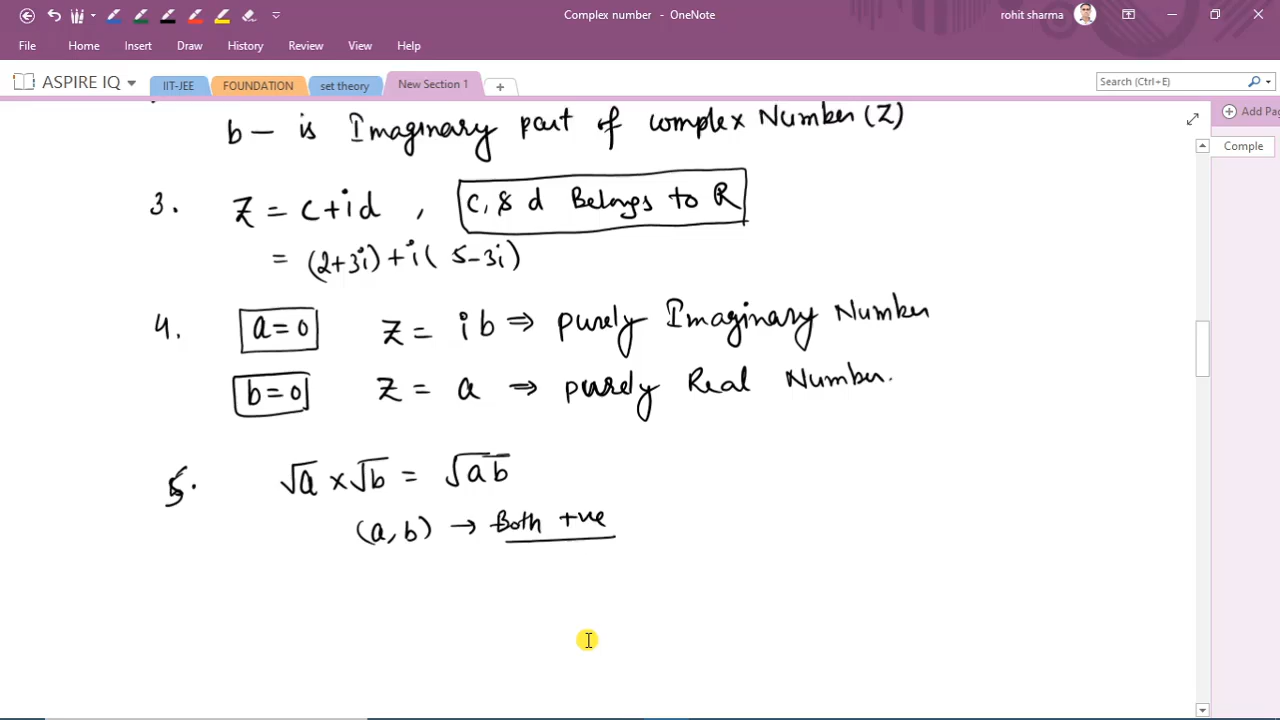 Complex number - OneNote
rohit sharma
File Home Insert Draw History Review View Help
ASPIRE IQ IIT-JEE FOUNDATION set theory New Section 1 + Search (Ctrl+E)
Add Pag
Comple
b — is Imaginary part of complex Number (Z)
3. Z = c+id , c, & d Belongs to R
= (2+3i) + i( 5-3i)
4. a=0 Z = ib ⇒ purely Imaginary Number
b=0 Z = a ⇒ purely Real Number.
5. √a × √b = √ab
(a, b) → Both +ve